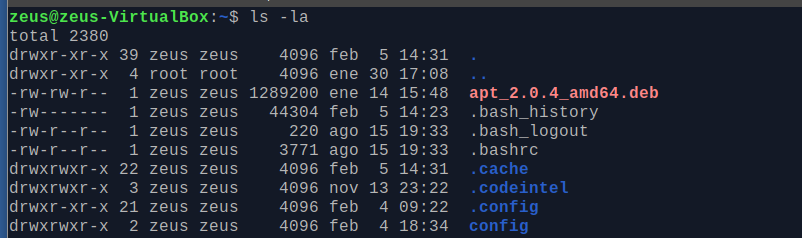 zeus@zeus-VirtualBox:~$ ls -la
total 2380
drwxr-xr-x 39 zeus zeus    4096 feb  5 14:31 .
drwxr-xr-x  4 root root    4096 ene 30 17:08 ..
-rw-rw-r--  1 zeus zeus 1289200 ene 14 15:48 apt_2.0.4_amd64.deb
-rw-------  1 zeus zeus   44304 feb  5 14:23 .bash_history
-rw-r--r--  1 zeus zeus     220 ago 15 19:33 .bash_logout
-rw-r--r--  1 zeus zeus    3771 ago 15 19:33 .bashrc
drwxrwxr-x 22 zeus zeus    4096 feb  5 14:31 .cache
drwxrwxr-x  3 zeus zeus    4096 nov 13 23:22 .codeintel
drwxr-xr-x 21 zeus zeus    4096 feb  4 09:22 .config
drwxrwxr-x  2 zeus zeus    4096 feb  4 18:34 config